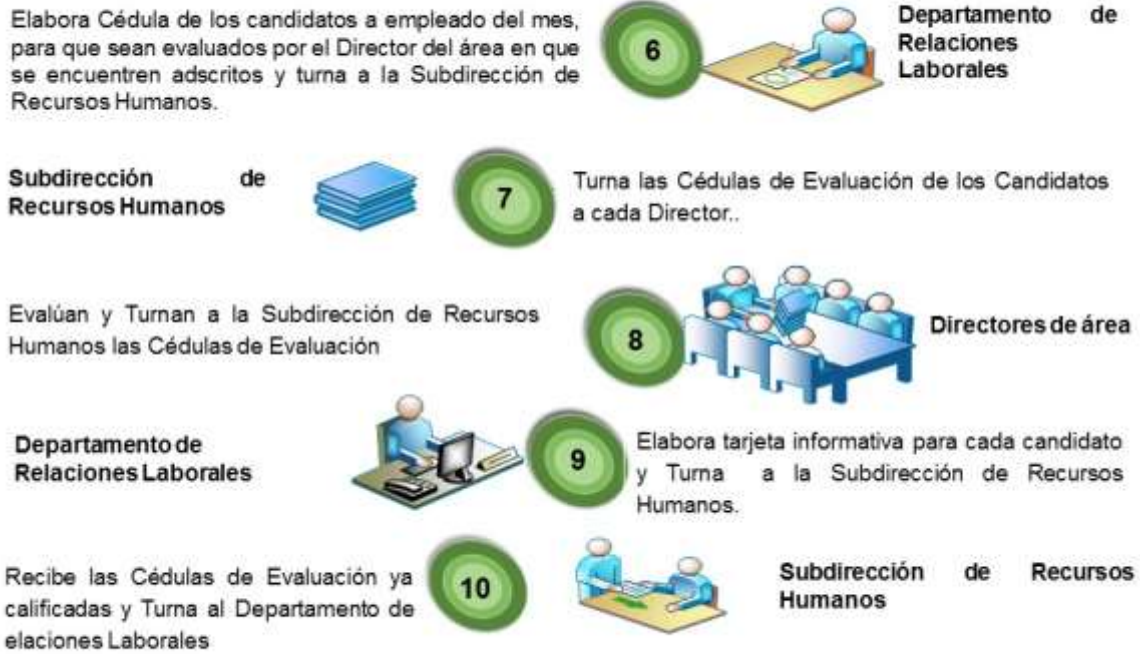 Elabora Cédula de los candidatos a empleado del mes,
para que sean evaluados por el Director del área en que
se encuentren adscritos y turna a la Subdirección de
Recursos Humanos.
6
Departamento de
Relaciones
Laborales
Subdirección de
Recursos Humanos
7
Turna las Cédulas de Evaluación de los Candidatos
a cada Director..
Evalúan y Turnan a la Subdirección de Recursos
Humanos las Cédulas de Evaluación
8
Directores de área
Departamento de
Relaciones Laborales
9
Elabora tarjeta informativa para cada candidato
y Turna a la Subdirección de Recursos
Humanos.
Recibe las Cédulas de Evaluación ya
calificadas y Turna al Departamento de
elaciones Laborales
10
Subdirección de Recursos
Humanos